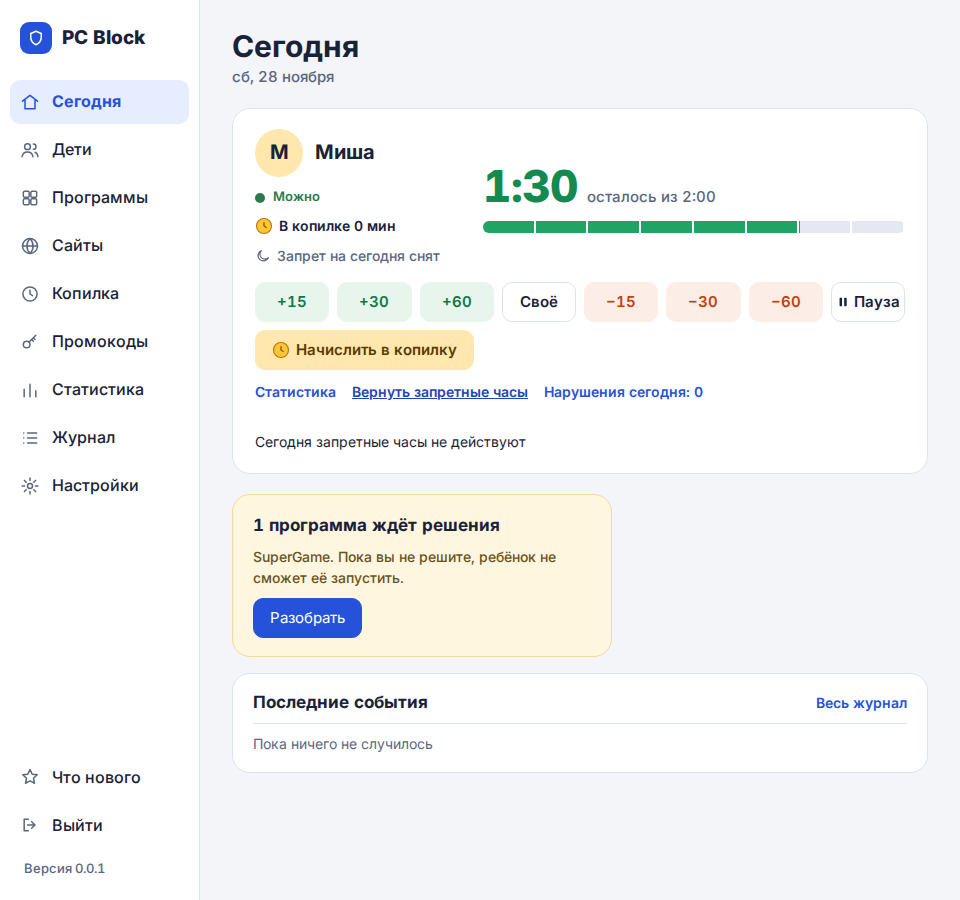 PC Block
Сегодня
Дети
Программы
Сайты
Копилка
Промокоды
Статистика
Журнал
Настройки
Что нового
Выйти
Версия 0.0.1
Сегодня
сб, 28 ноября
М
Миша
Можно
В копилке 0 мин
Запрет на сегодня снят
1:30 осталось из 2:00
+15 +30 +60 Своё −15 −30 −60 Пауза
Начислить в копилку
Статистика Вернуть запретные часы Нарушения сегодня: 0
Сегодня запретные часы не действуют
1 программа ждёт решения
SuperGame. Пока вы не решите, ребёнок не
сможет её запустить.
Разобрать
Последние события
Весь журнал
Пока ничего не случилось